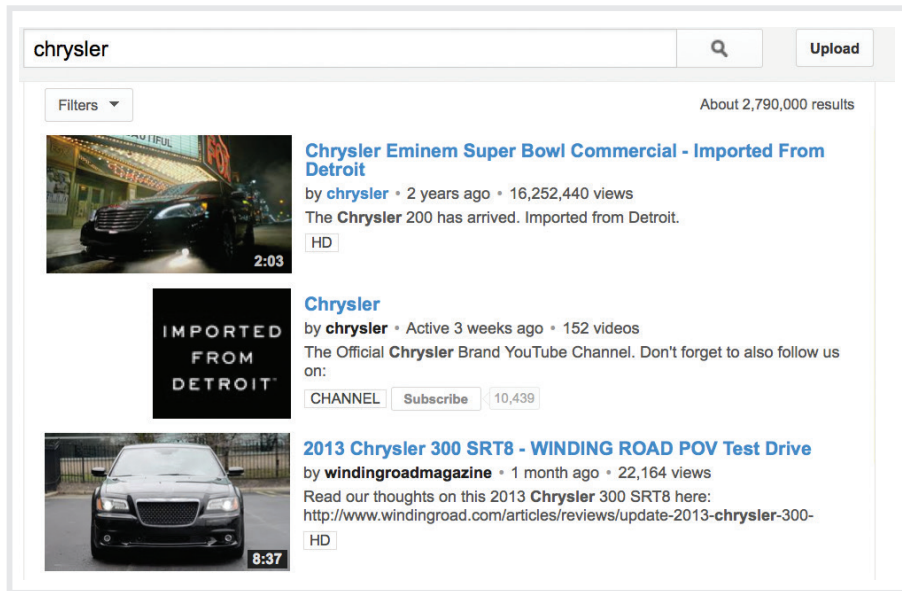 chrysler
Upload
Filters
About 2,790,000 results
BEAUTIFUL
FOX
2:03
Chrysler Eminem Super Bowl Commercial - Imported From
Detroit
by chrysler • 2 years ago • 16,252,440 views
The Chrysler 200 has arrived. Imported from Detroit.
HD
IMPORTED
FROM
DETROIT
Chrysler
by chrysler • Active 3 weeks ago • 152 videos
The Official Chrysler Brand YouTube Channel. Don't forget to also follow us
on:
CHANNEL Subscribe 10,439
8:37
2013 Chrysler 300 SRT8 - WINDING ROAD POV Test Drive
by windingroadmagazine • 1 month ago • 22,164 views
Read our thoughts on this 2013 Chrysler 300 SRT8 here:
http://www.windingroad.com/articles/reviews/update-2013-chrysler-300-
HD